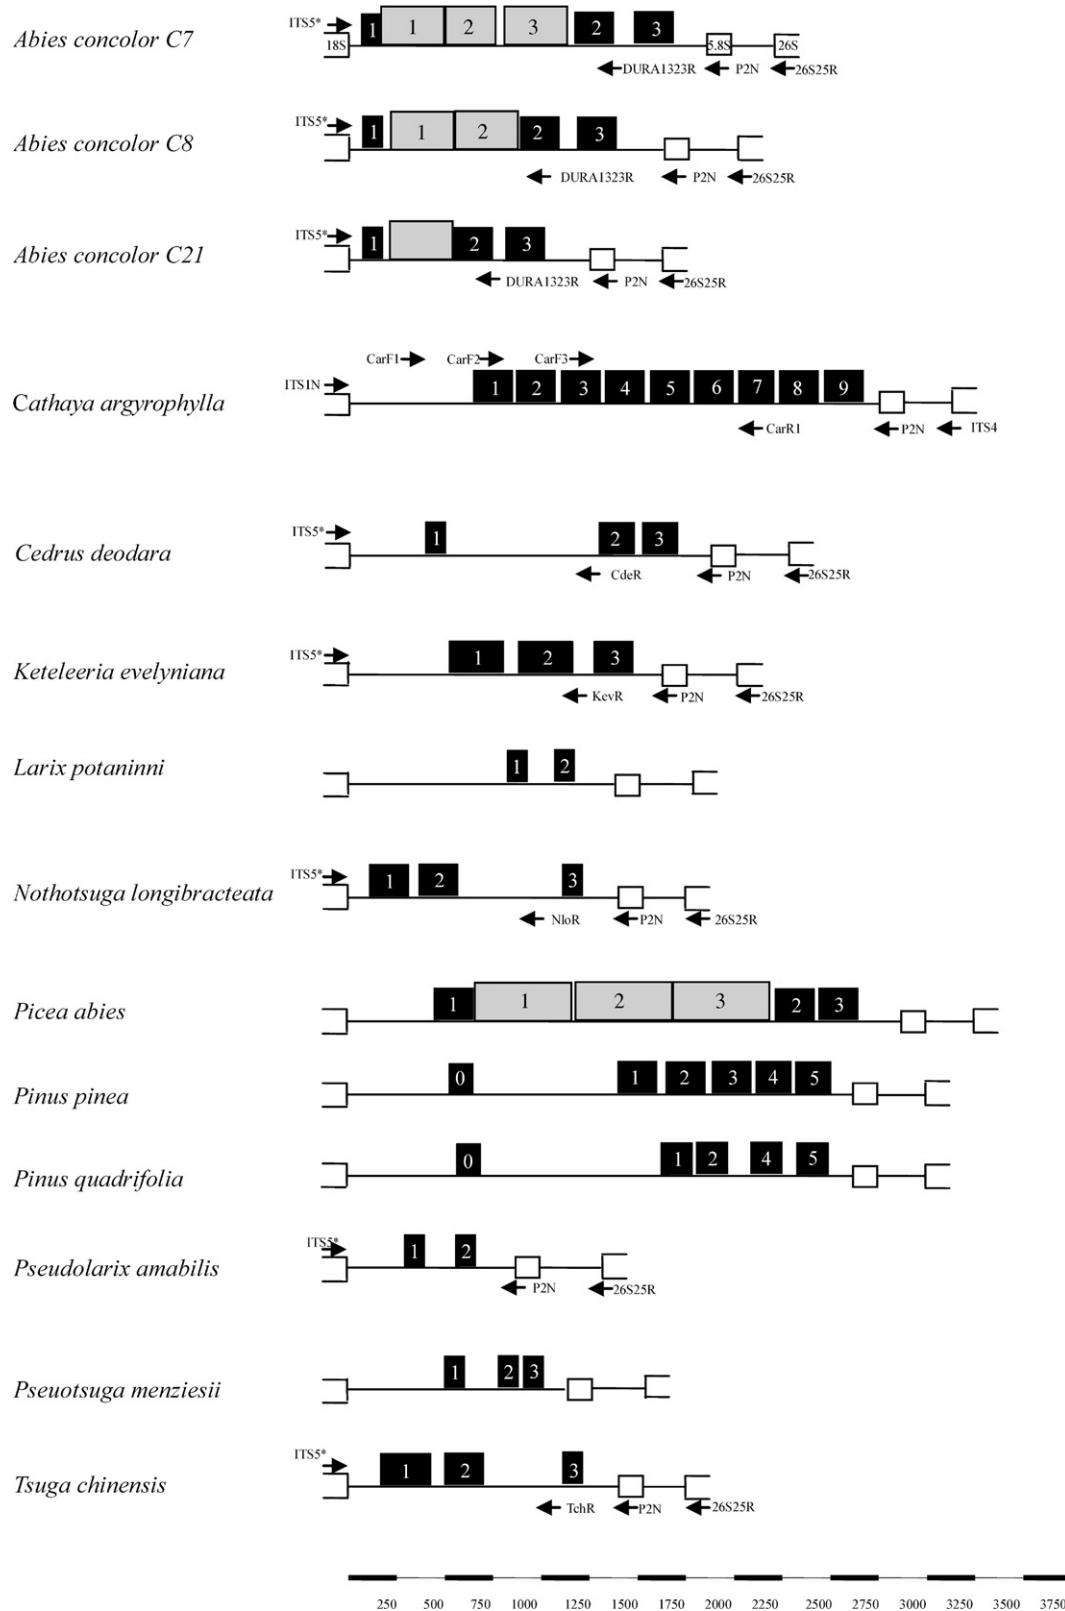 ITS5* 1 1 2 3 2 3
Abies concolor C7 18S 5.8S 26S
DURA1323R P2N 26S25R
ITS5* 1 1 2 2 3
Abies concolor C8
DURA1323R P2N 26S25R
ITS5* 1 2 3
Abies concolor C21
DURA1323R P2N 26S25R
CarF1 CarF2 CarF3
ITS1N 1 2 3 4 5 6 7 8 9
Cathaya argyrophylla
CarR1 P2N ITS4
ITS5* 1 2 3
Cedrus deodara
CdeR P2N 26S25R
ITS5* 1 2 3
Keteleeria evelyniana
KevR P2N 26S25R
Larix potaninni 1 2
ITS5* 1 2 3
Nothotsuga longibracteata
NloR P2N 26S25R
Picea abies 1 1 2 3 2 3
Pinus pinea 0 1 2 3 4 5
Pinus quadrifolia 0 1 2 4 5
ITS5* 1 2
Pseudolarix amabilis
P2N 26S25R
Pseuotsuga menziesii 1 2 3
ITS5* 1 2 3
Tsuga chinensis
TchR P2N 26S25R
250 500 750 1000 1250 1500 1750 2000 2250 2500 2750 3000 3250 3500 3750